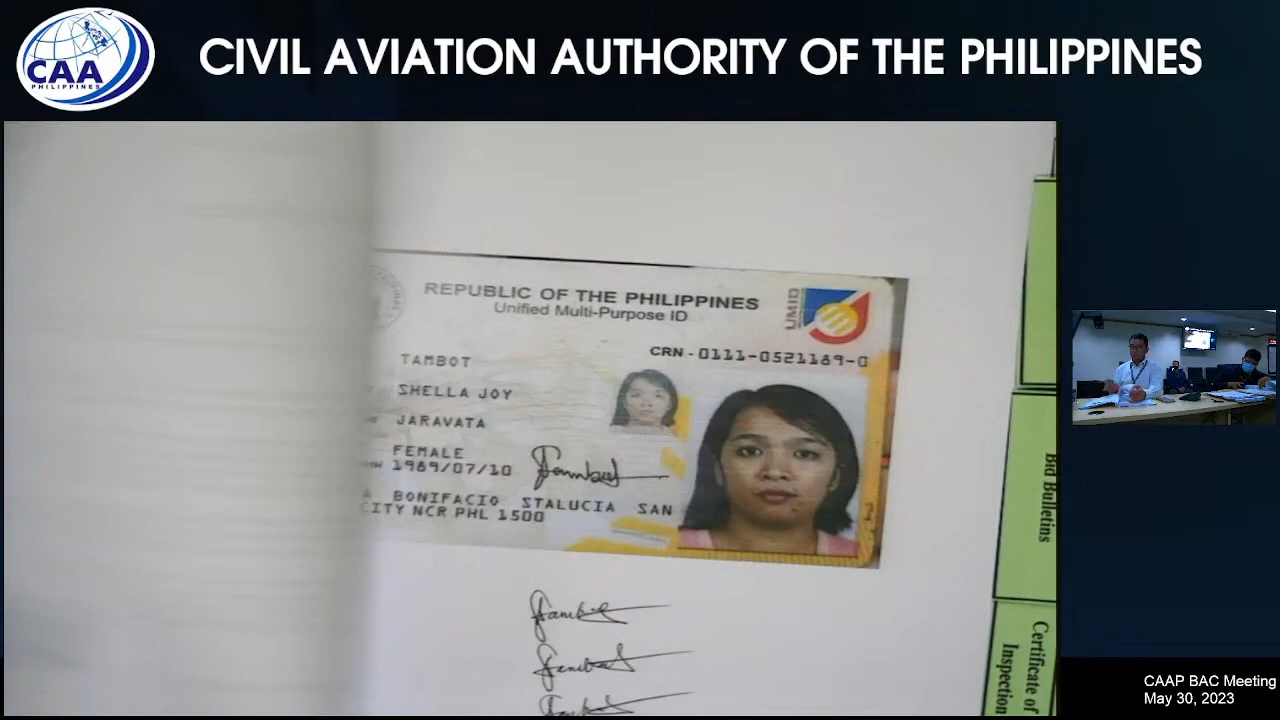 CAA
PHILIPPINES
CIVIL AVIATION AUTHORITY OF THE PHILIPPINES
REPUBLIC OF THE PHILIPPINES
Unified Multi-Purpose ID
UMID
CRN - 0111-0521189-0
TAMBOT
SHELLA JOY
JARAVATA
FEMALE
1989/07/10
BONIFACIO STALUCIA SAN
CITY NCR PHL 1500
Bid Bulletins
Certificate of
Inspection
CAAP BAC Meeting
May 30, 2023